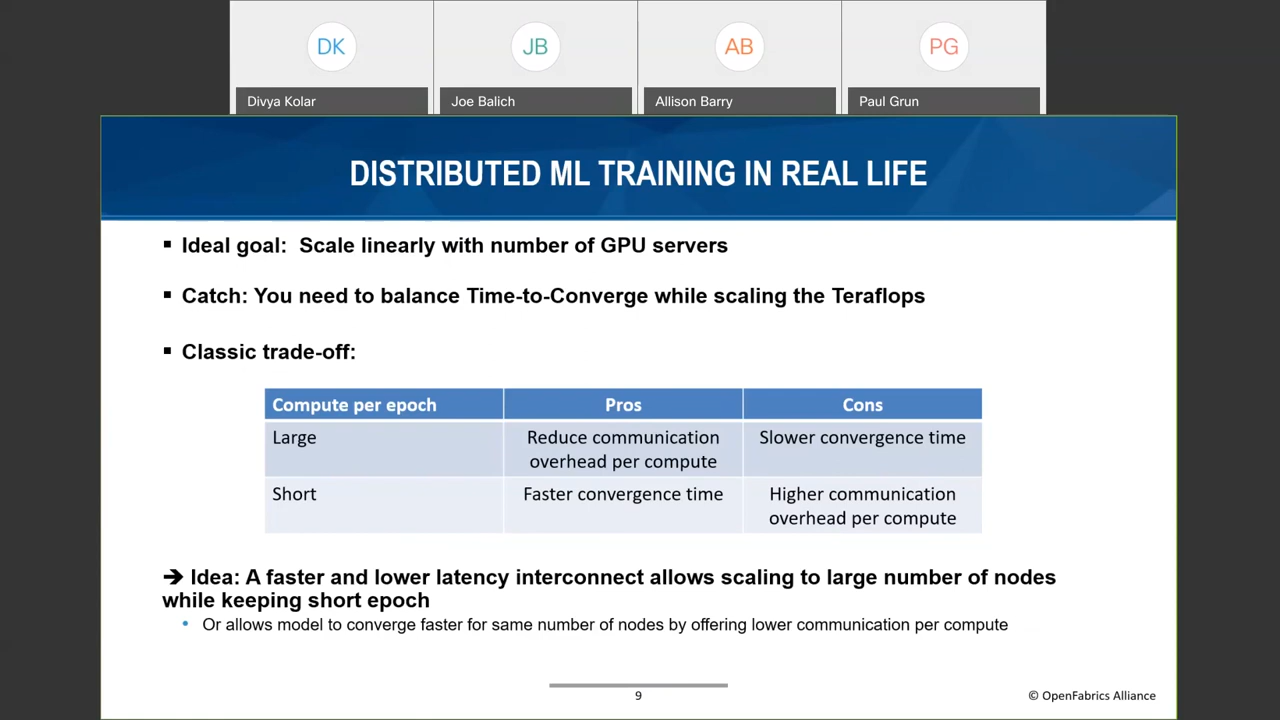 DK
JB
AB
PG
Divya Kolar
Joe Balich
Allison Barry
Paul Grun
DISTRIBUTED ML TRAINING IN REAL LIFE
▪ Ideal goal: Scale linearly with number of GPU servers
▪ Catch: You need to balance Time-to-Converge while scaling the Teraflops
▪ Classic trade-off:
Compute per epoch
Pros
Cons
Large
Reduce communication
overhead per compute
Slower convergence time
Short
Faster convergence time
Higher communication
overhead per compute
➔ Idea: A faster and lower latency interconnect allows scaling to large number of nodes
while keeping short epoch
• Or allows model to converge faster for same number of nodes by offering lower communication per compute
9
© OpenFabrics Alliance